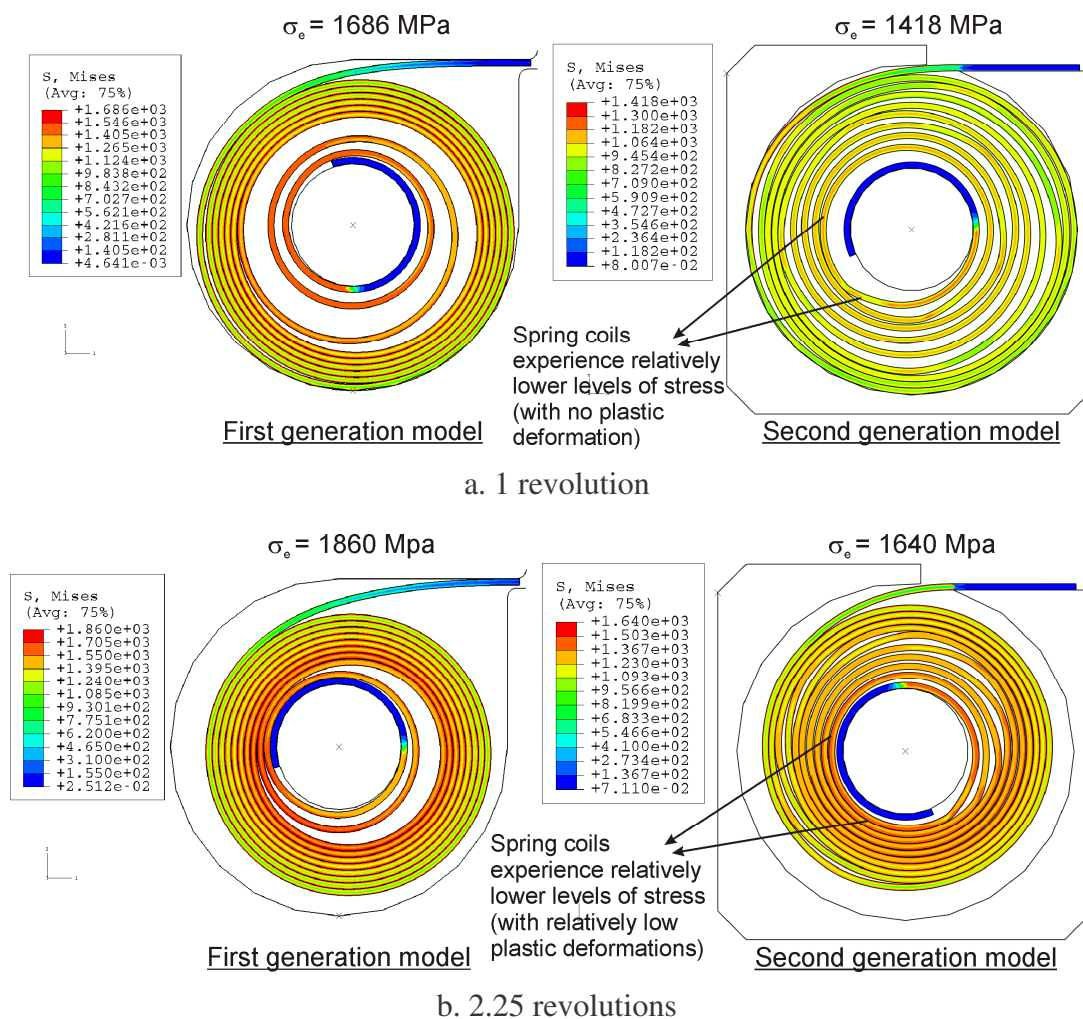 σe = 1686 MPa
σe = 1418 MPa
S, Mises
(Avg: 75%)
+1.686e+03
+1.546e+03
+1.405e+03
+1.265e+03
+1.124e+03
+9.838e+02
+8.432e+02
+7.027e+02
+5.621e+02
+4.216e+02
+2.811e+02
+1.405e+02
+4.641e-03
S, Mises
(Avg: 75%)
+1.418e+03
+1.300e+03
+1.182e+03
+1.064e+03
+9.454e+02
+8.272e+02
+7.090e+02
+5.909e+02
+4.727e+02
+3.546e+02
+2.364e+02
+1.182e+02
+8.007e-02
Spring coils
experience relatively
lower levels of stress
(with no plastic
deformation)
First generation model
Second generation model
a. 1 revolution
σe = 1860 Mpa
σe = 1640 Mpa
S, Mises
(Avg: 75%)
+1.860e+03
+1.705e+03
+1.550e+03
+1.395e+03
+1.240e+03
+1.085e+03
+9.301e+02
+7.751e+02
+6.200e+02
+4.650e+02
+3.100e+02
+1.550e+02
+2.512e-02
S, Mises
(Avg: 75%)
+1.640e+03
+1.503e+03
+1.367e+03
+1.230e+03
+1.093e+03
+9.566e+02
+8.199e+02
+6.833e+02
+5.466e+02
+4.100e+02
+2.734e+02
+1.367e+02
+7.110e-02
Spring coils
experience relatively
lower levels of stress
(with relatively low
plastic deformations)
First generation model
Second generation model
b. 2.25 revolutions